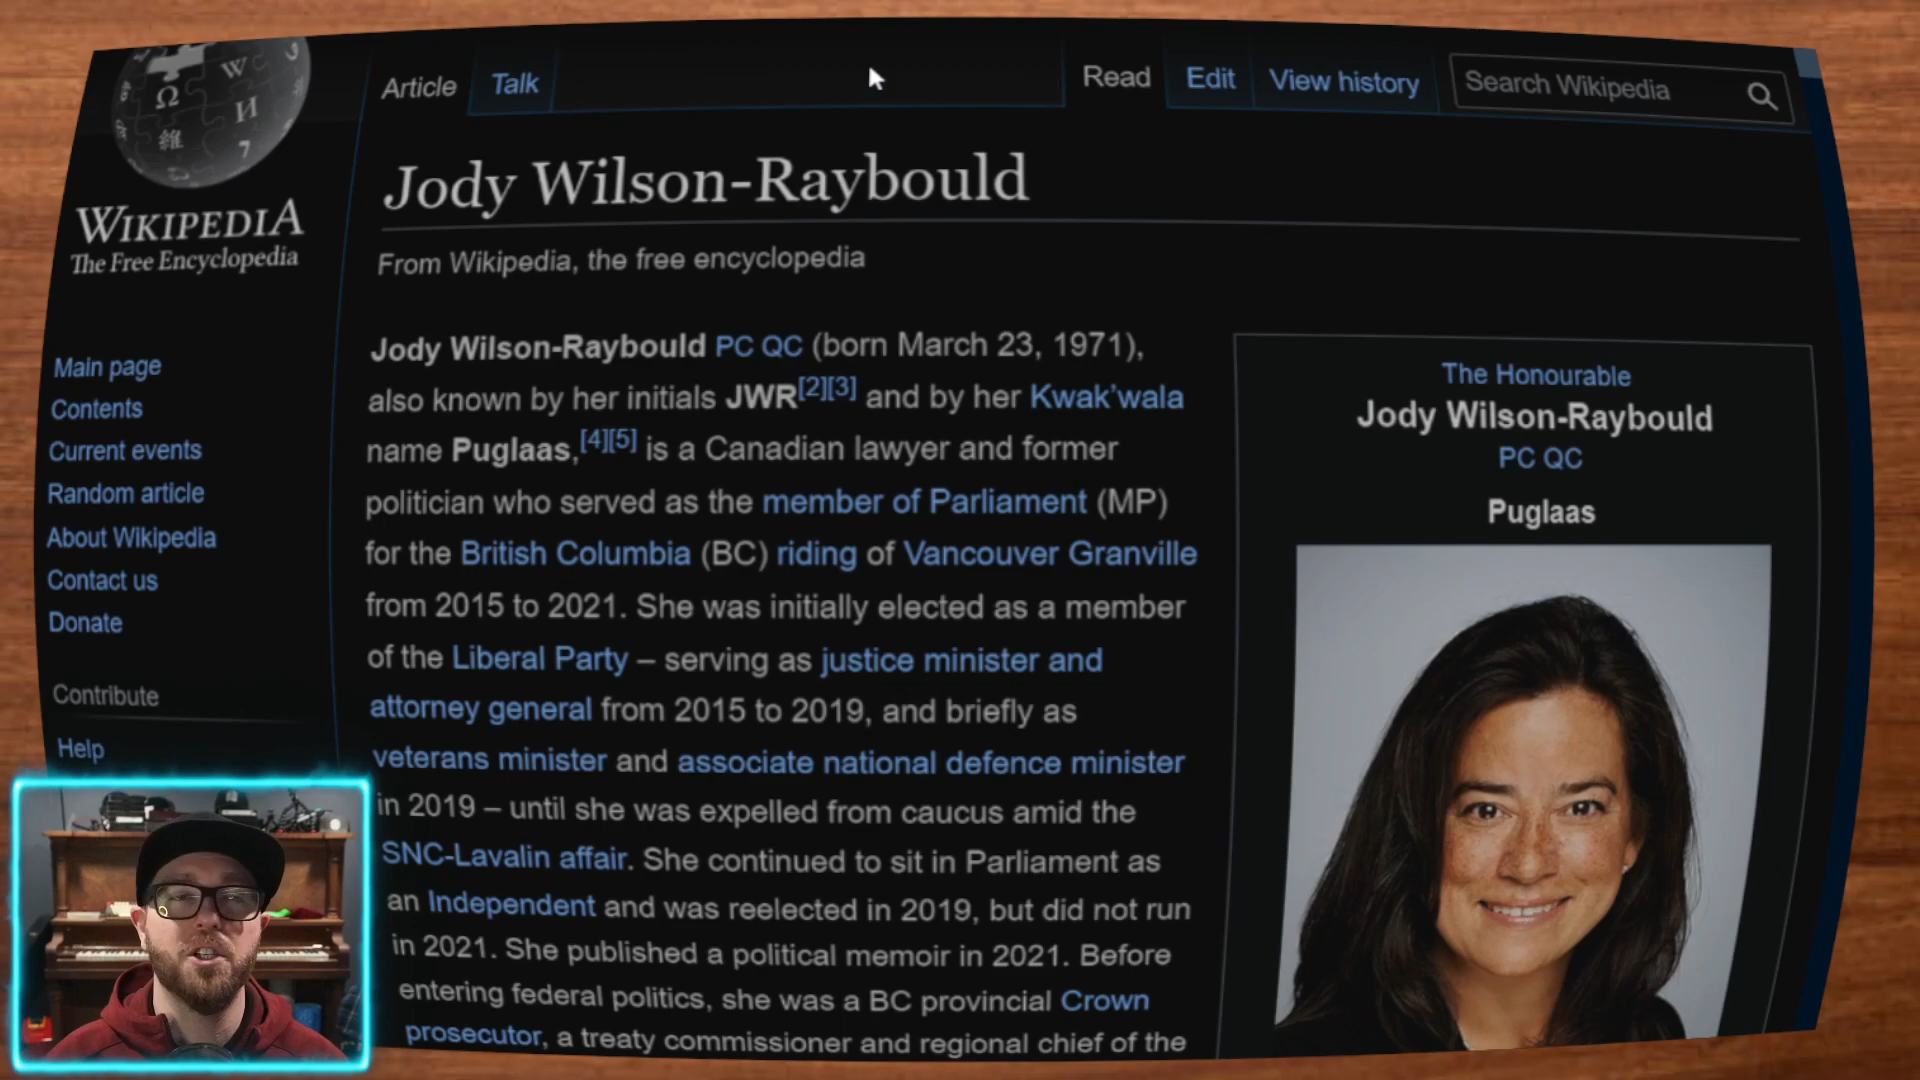 Article
Talk
Read
Edit
View history
Search Wikipedia
W
Ω
И
維
7
WIKIPEDIA
The Free Encyclopedia
Jody Wilson-Raybould
From Wikipedia, the free encyclopedia
Main page
Contents
Current events
Random article
About Wikipedia
Contact us
Donate
Contribute
Help
Jody Wilson-Raybould PC QC (born March 23, 1971),
also known by her initials JWR[2][3] and by her Kwak’wala
name Puglaas,[4][5] is a Canadian lawyer and former
politician who served as the member of Parliament (MP)
for the British Columbia (BC) riding of Vancouver Granville
from 2015 to 2021. She was initially elected as a member
of the Liberal Party – serving as justice minister and
attorney general from 2015 to 2019, and briefly as
veterans minister and associate national defence minister
in 2019 – until she was expelled from caucus amid the
SNC-Lavalin affair. She continued to sit in Parliament as
an Independent and was reelected in 2019, but did not run
in 2021. She published a political memoir in 2021. Before
entering federal politics, she was a BC provincial Crown
prosecutor, a treaty commissioner and regional chief of the
The Honourable
Jody Wilson-Raybould
PC QC
Puglaas